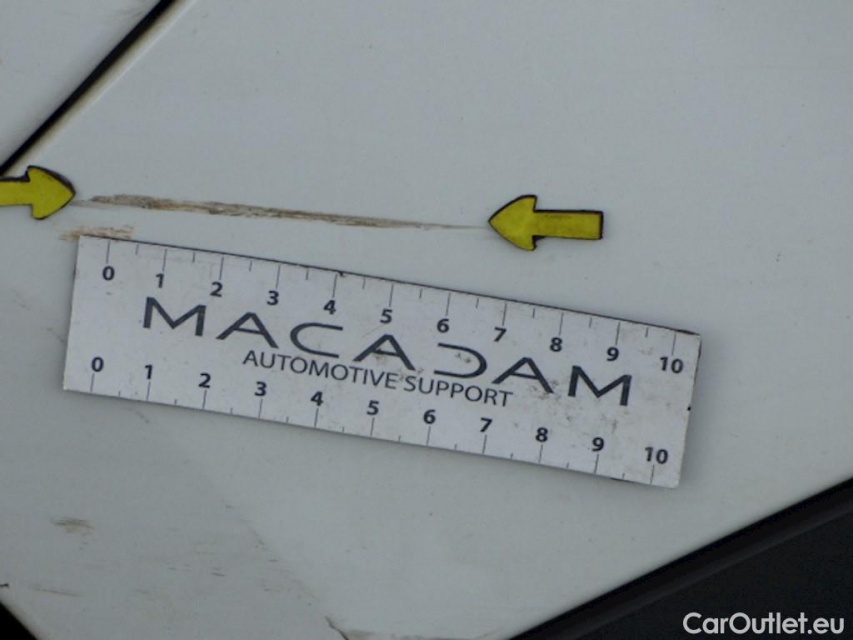 0 1 2 3 4 5 6 7 8 9 10
MACADAM
AUTOMOTIVE SUPPORT
0 1 2 3 4 5 6 7 8 9 10
CarOutlet.eu